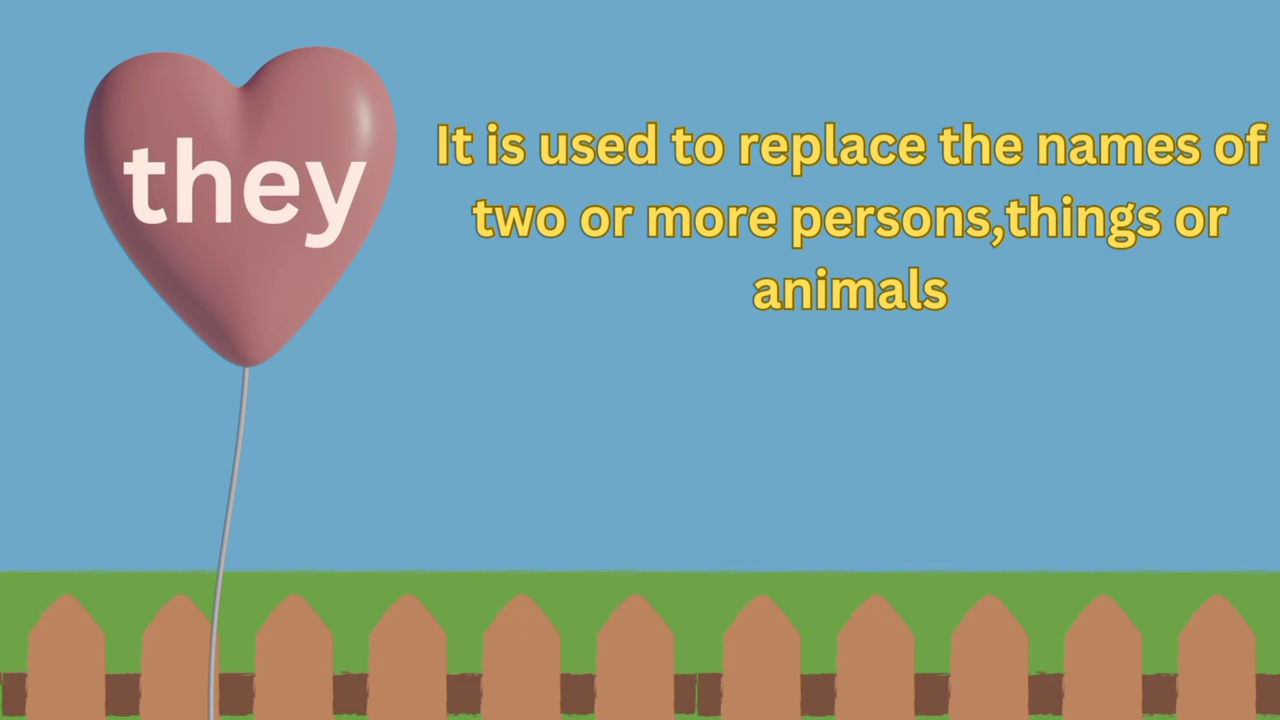 they
It is used to replace the names of
two or more persons,things or
animals